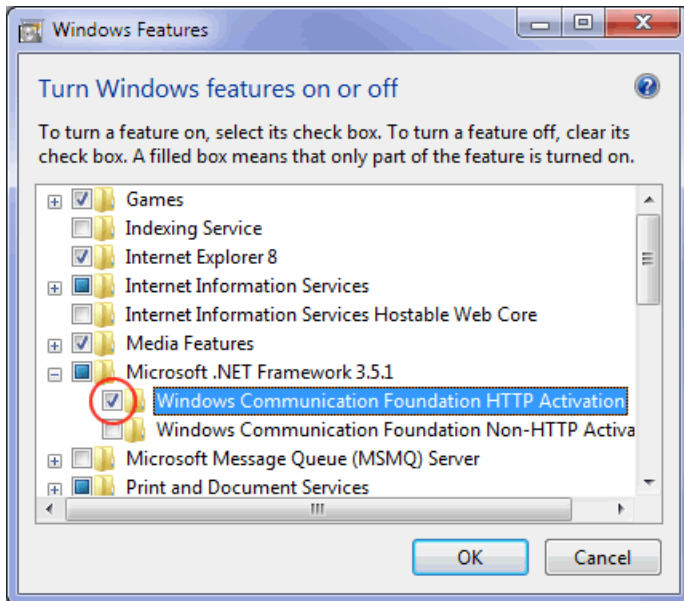 Windows Features
Turn Windows features on or off
To turn a feature on, select its check box. To turn a feature off, clear its
check box. A filled box means that only part of the feature is turned on.
Games
Indexing Service
Internet Explorer 8
Internet Information Services
Internet Information Services Hostable Web Core
Media Features
Microsoft .NET Framework 3.5.1
Windows Communication Foundation HTTP Activation
Windows Communication Foundation Non-HTTP Activa
Microsoft Message Queue (MSMQ) Server
Print and Document Services
OK Cancel